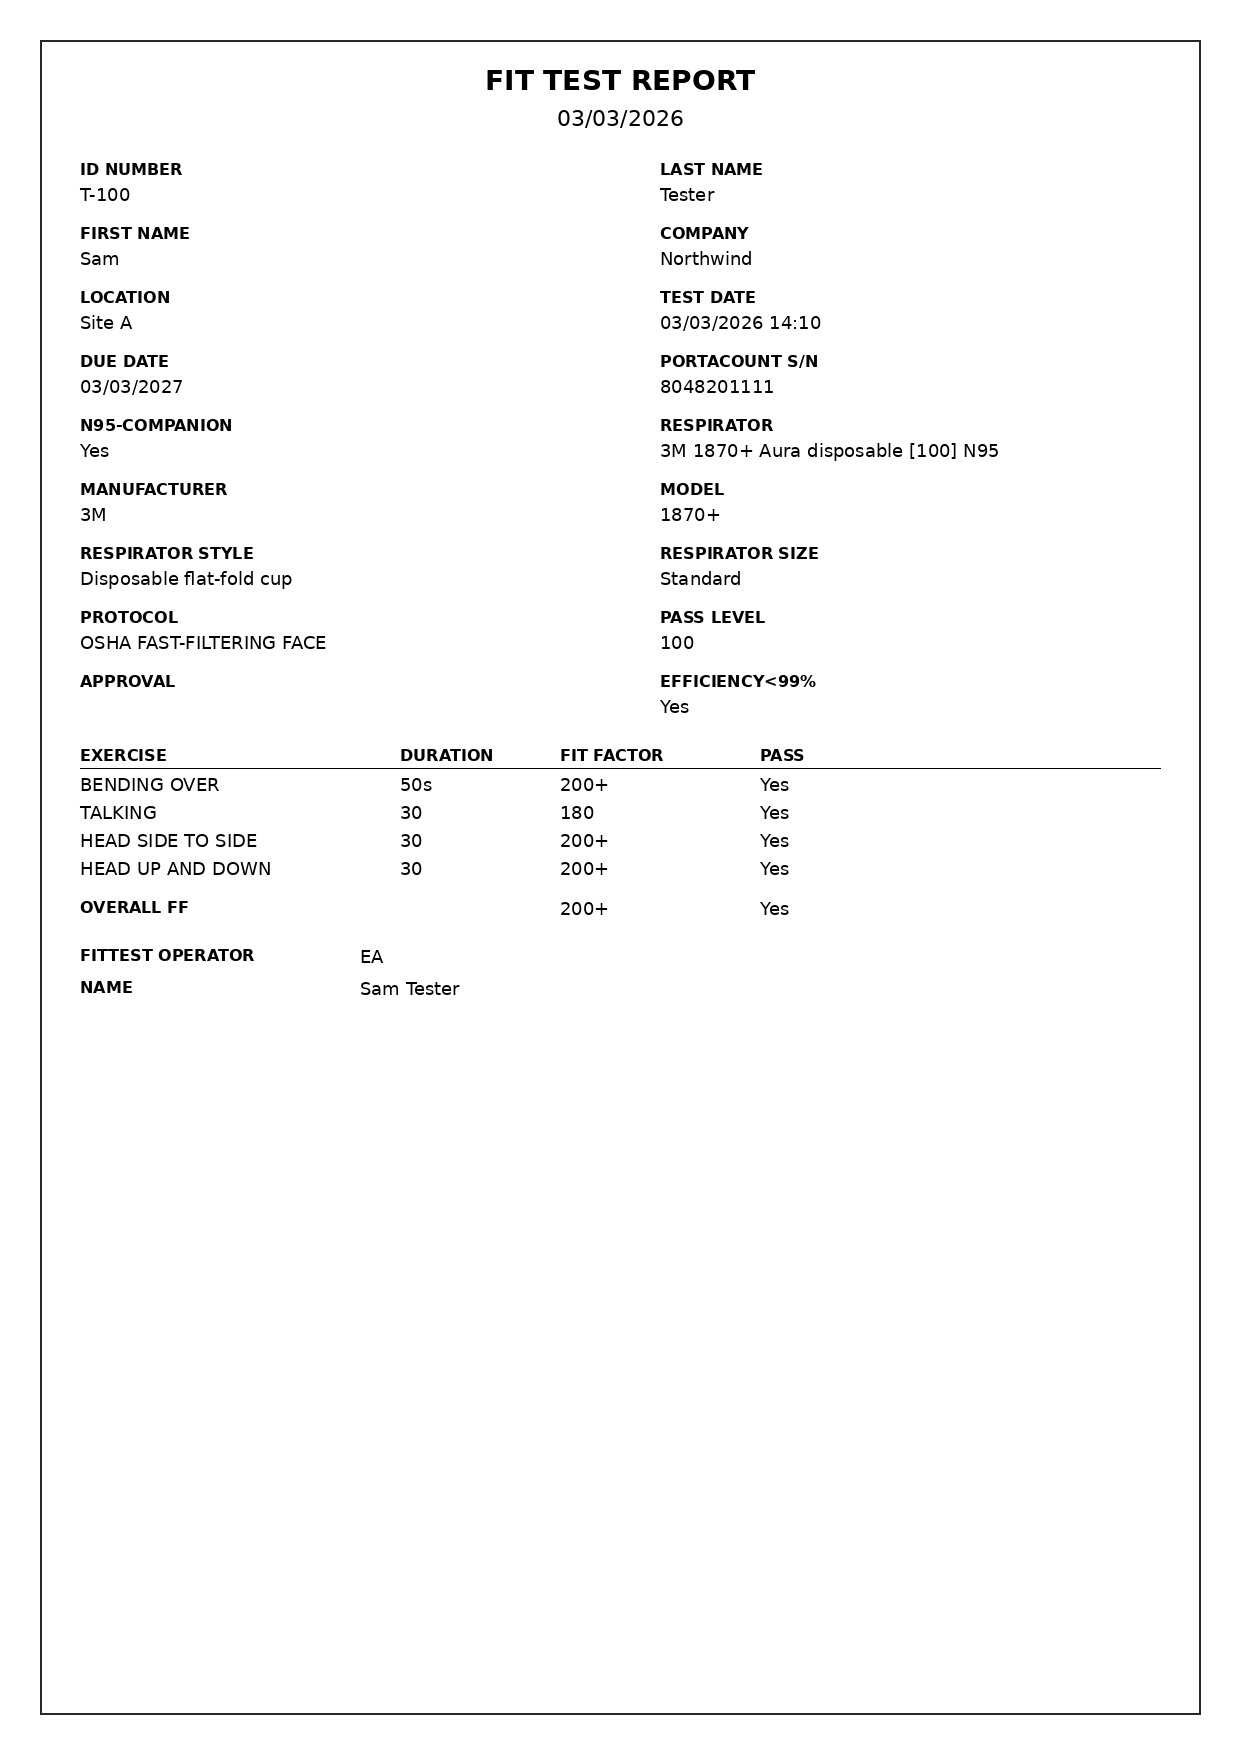 FIT TEST REPORT
03/03/2026
ID NUMBER LAST NAME
T-100 Tester
FIRST NAME COMPANY
Sam Northwind
LOCATION TEST DATE
Site A 03/03/2026 14:10
DUE DATE PORTACOUNT S/N
03/03/2027 8048201111
N95-COMPANION RESPIRATOR
Yes 3M 1870+ Aura disposable [100] N95
MANUFACTURER MODEL
3M 1870+
RESPIRATOR STYLE RESPIRATOR SIZE
Disposable flat-fold cup Standard
PROTOCOL PASS LEVEL
OSHA FAST-FILTERING FACE 100
APPROVAL EFFICIENCY<99%
Yes
EXERCISE DURATION FIT FACTOR PASS
BENDING OVER 50s 200+ Yes
TALKING 30 180 Yes
HEAD SIDE TO SIDE 30 200+ Yes
HEAD UP AND DOWN 30 200+ Yes
OVERALL FF 200+ Yes
FITTEST OPERATOR EA
NAME Sam Tester